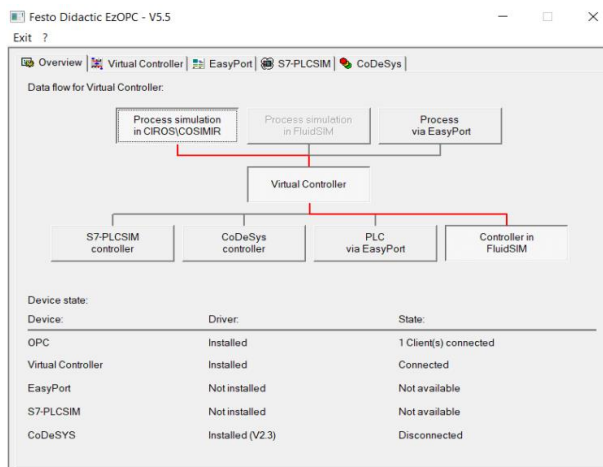 Festo Didactic EzOPC - V5.5
Exit ?
Overview Virtual Controller EasyPort S7-PLCSIM CoDeSys
Data flow for Virtual Controller:
Process simulation
in CIROS\COSIMIR
Process simulation
in FluidSIM
Process
via EasyPort
Virtual Controller
S7-PLCSIM
controller
CoDeSys
controller
PLC
via EasyPort
Controller in
FluidSIM
Device state:
Device: Driver: State:
OPC Installed 1 Client(s) connected
Virtual Controller Installed Connected
EasyPort Not installed Not available
S7-PLCSIM Not installed Not available
CoDeSYS Installed (V2.3) Disconnected